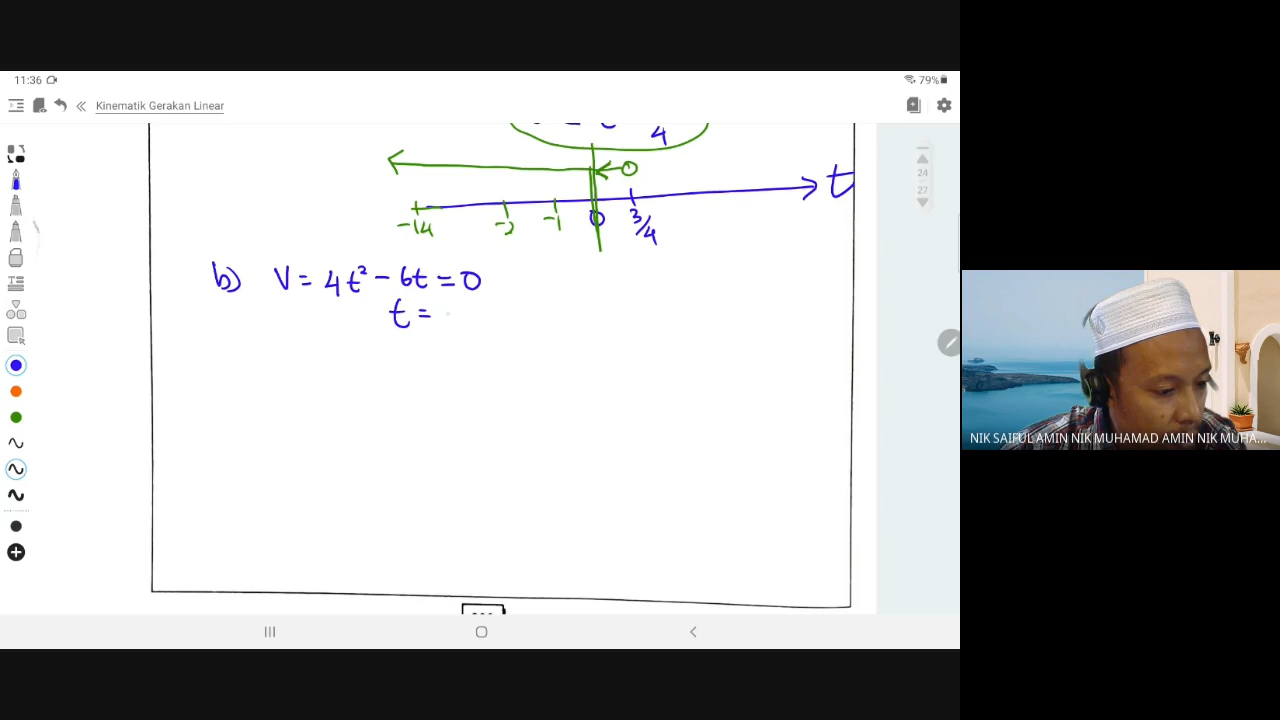 11:36 79%
Kinematik Gerakan Linear
4
t
-14 -2 -1 0 3/4
24
27
b) V = 4t² - 6t = 0
t =
NIK SAIFUL AMIN NIK MUHAMAD AMIN NIK MUHA...